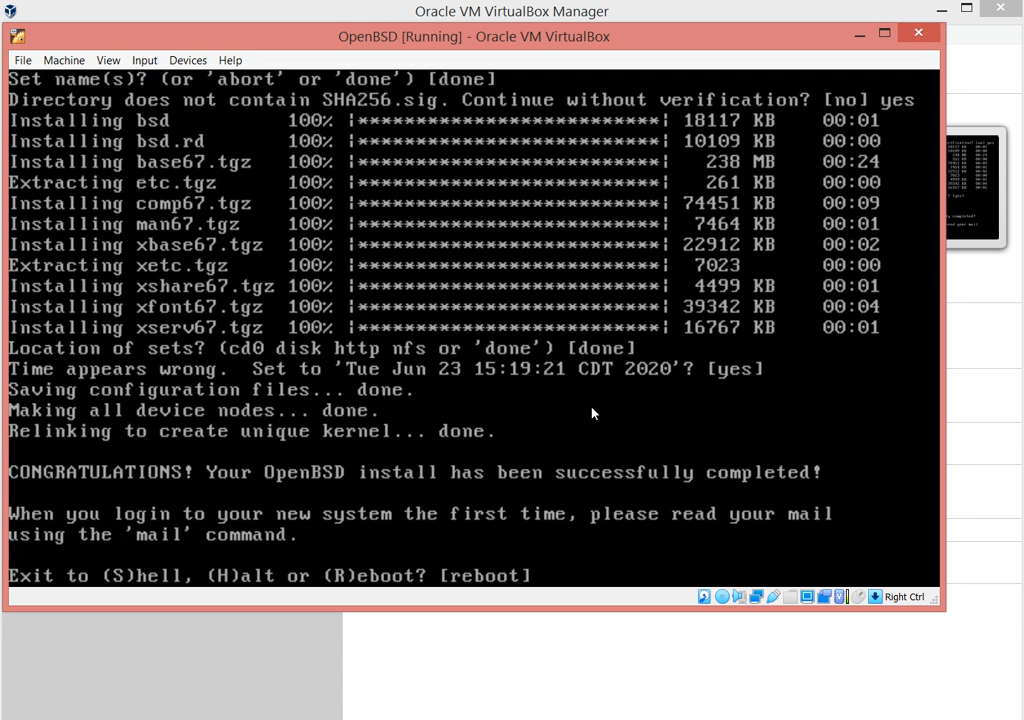 Oracle VM VirtualBox Manager
OpenBSD [Running] - Oracle VM VirtualBox
File Machine View Input Devices Help
Set name(s)? (or 'abort' or 'done') [done]
Directory does not contain SHA256.sig. Continue without verification? [no] yes
Installing bsd 100% |**************************| 18117 KB 00:01
Installing bsd.rd 100% |**************************| 10109 KB 00:00
Installing base67.tgz 100% |**************************| 238 MB 00:24
Extracting etc.tgz 100% |**************************| 261 KB 00:00
Installing comp67.tgz 100% |**************************| 74451 KB 00:09
Installing man67.tgz 100% |**************************| 7464 KB 00:01
Installing xbase67.tgz 100% |**************************| 22912 KB 00:02
Extracting xetc.tgz 100% |**************************| 7023 00:00
Installing xshare67.tgz 100% |**************************| 4499 KB 00:01
Installing xfont67.tgz 100% |**************************| 39342 KB 00:04
Installing xserv67.tgz 100% |**************************| 16767 KB 00:01
Location of sets? (cd0 disk http nfs or 'done') [done]
Time appears wrong. Set to 'Tue Jun 23 15:19:21 CDT 2020'? [yes]
Saving configuration files... done.
Making all device nodes... done.
Relinking to create unique kernel... done.
CONGRATULATIONS! Your OpenBSD install has been successfully completed!
When you login to your new system the first time, please read your mail
using the 'mail' command.
Exit to (S)hell, (H)alt or (R)eboot? [reboot]
Right Ctrl